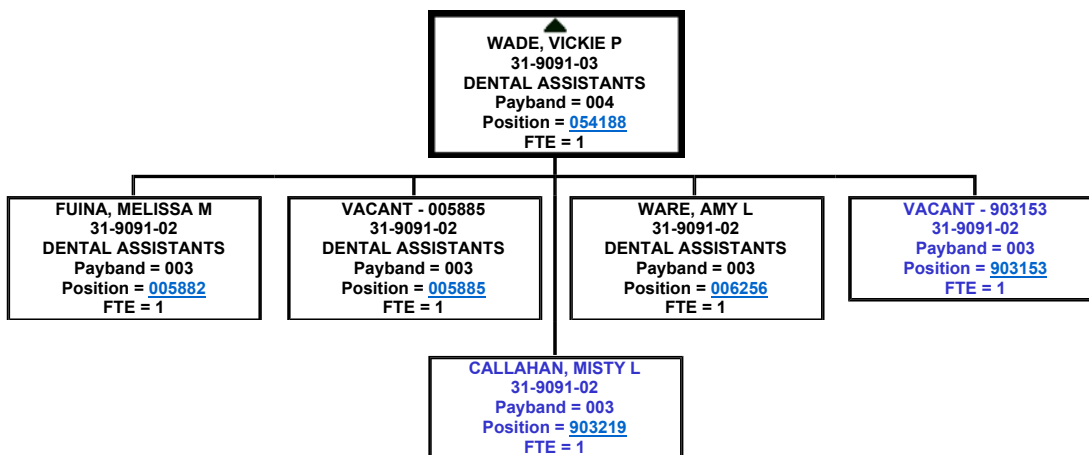 WADE, VICKIE P
31-9091-03
DENTAL ASSISTANTS
Payband = 004
Position = 054188
FTE = 1
FUINA, MELISSA M
31-9091-02
DENTAL ASSISTANTS
Payband = 003
Position = 005882
FTE = 1
VACANT - 005885
31-9091-02
DENTAL ASSISTANTS
Payband = 003
Position = 005885
FTE = 1
WARE, AMY L
31-9091-02
DENTAL ASSISTANTS
Payband = 003
Position = 006256
FTE = 1
VACANT - 903153
31-9091-02
Payband = 003
Position = 903153
FTE = 1
CALLAHAN, MISTY L
31-9091-02
Payband = 003
Position = 903219
FTE = 1